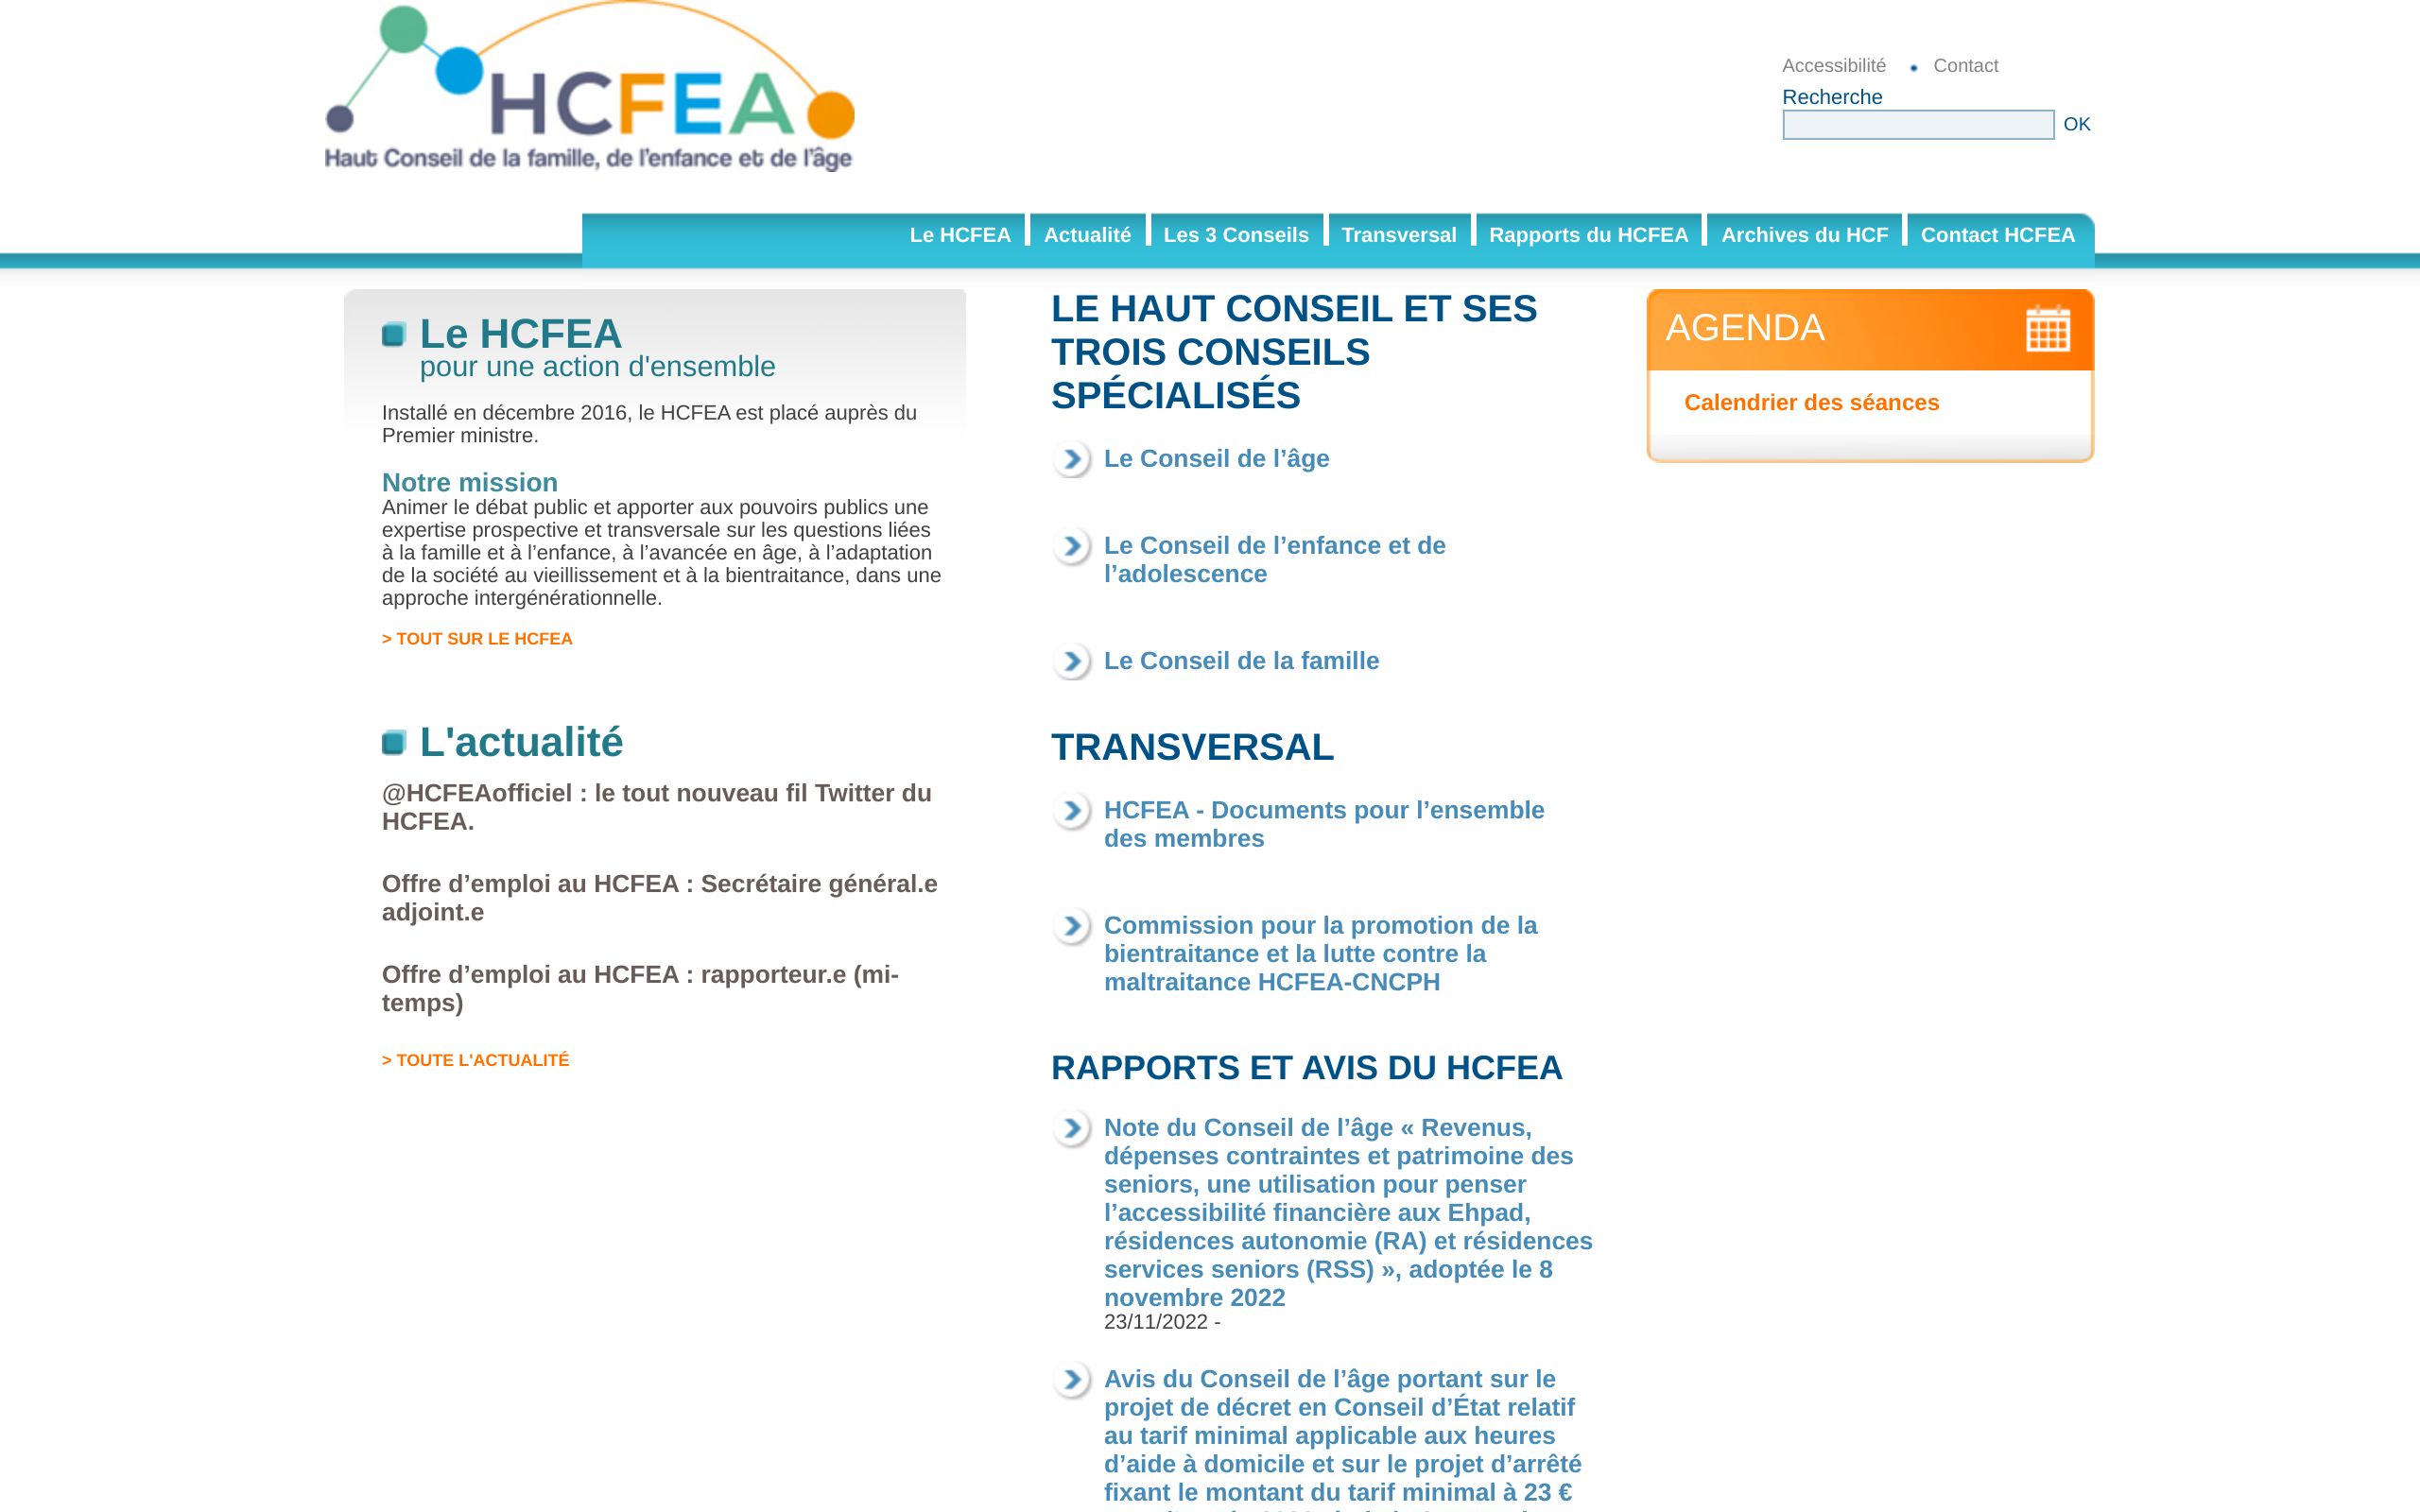 HCFEA
Haut Conseil de la famille, de l'enfance et de l'âge
Accessibilité • Contact
Recherche
OK
Le HCFEA
Actualité
Les 3 Conseils
Transversal
Rapports du HCFEA
Archives du HCF
Contact HCFEA
Le HCFEA
pour une action d'ensemble
Installé en décembre 2016, le HCFEA est placé auprès du
Premier ministre.
Notre mission
Animer le débat public et apporter aux pouvoirs publics une
expertise prospective et transversale sur les questions liées
à la famille et à l’enfance, à l’avancée en âge, à l’adaptation
de la société au vieillissement et à la bientraitance, dans une
approche intergénérationnelle.
> TOUT SUR LE HCFEA
L'actualité
@HCFEAofficiel : le tout nouveau fil Twitter du
HCFEA.
Offre d’emploi au HCFEA : Secrétaire général.e
adjoint.e
Offre d’emploi au HCFEA : rapporteur.e (mi-
temps)
> TOUTE L'ACTUALITÉ
LE HAUT CONSEIL ET SES
TROIS CONSEILS
SPÉCIALISÉS
Le Conseil de l’âge
Le Conseil de l’enfance et de
l’adolescence
Le Conseil de la famille
TRANSVERSAL
HCFEA - Documents pour l’ensemble
des membres
Commission pour la promotion de la
bientraitance et la lutte contre la
maltraitance HCFEA-CNCPH
RAPPORTS ET AVIS DU HCFEA
Note du Conseil de l’âge « Revenus,
dépenses contraintes et patrimoine des
seniors, une utilisation pour penser
l’accessibilité financière aux Ehpad,
résidences autonomie (RA) et résidences
services seniors (RSS) », adoptée le 8
novembre 2022
23/11/2022 -
Avis du Conseil de l’âge portant sur le
projet de décret en Conseil d’État relatif
au tarif minimal applicable aux heures
d’aide à domicile et sur le projet d’arrêté
fixant le montant du tarif minimal à 23 €
AGENDA
Calendrier des séances